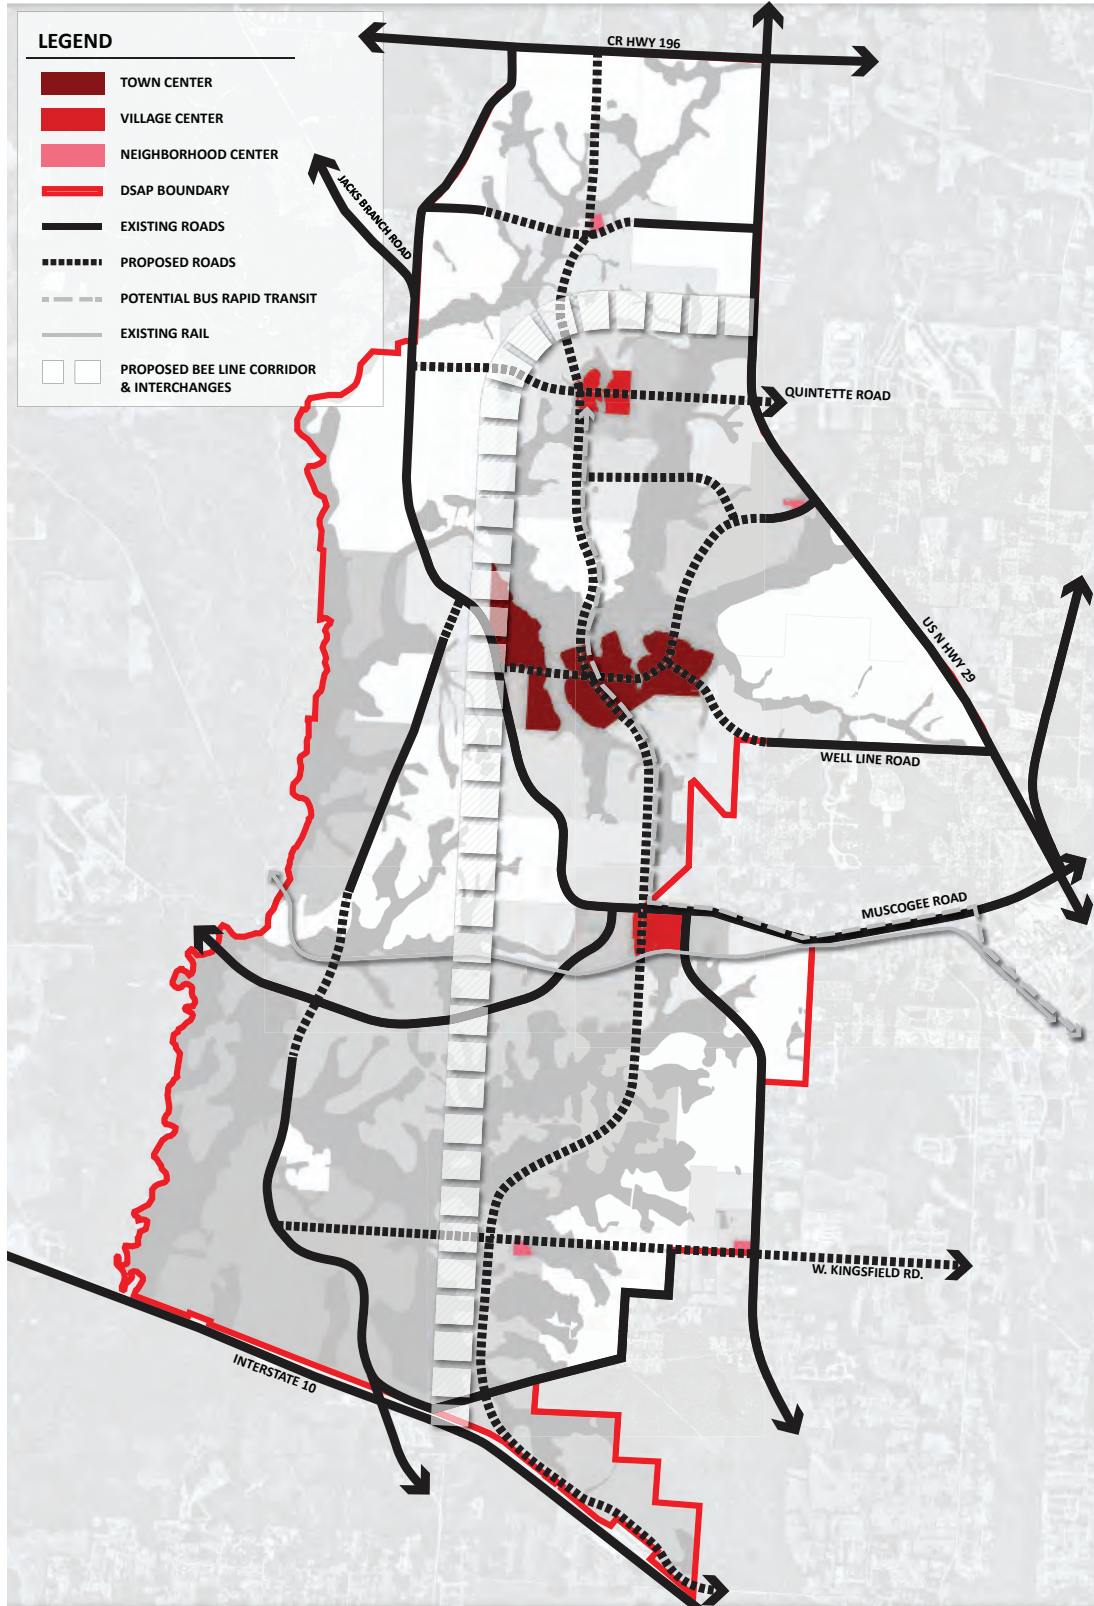 LEGEND
TOWN CENTER
VILLAGE CENTER
NEIGHBORHOOD CENTER
DSAP BOUNDARY
EXISTING ROADS
PROPOSED ROADS
POTENTIAL BUS RAPID TRANSIT
EXISTING RAIL
PROPOSED BEE LINE CORRIDOR
& INTERCHANGES
CR HWY 196
JACKS BRANCH ROAD
QUINTETTE ROAD
US N HWY 29
WELL LINE ROAD
MUSCOGEE ROAD
W. KINGSFIELD RD.
INTERSTATE 10